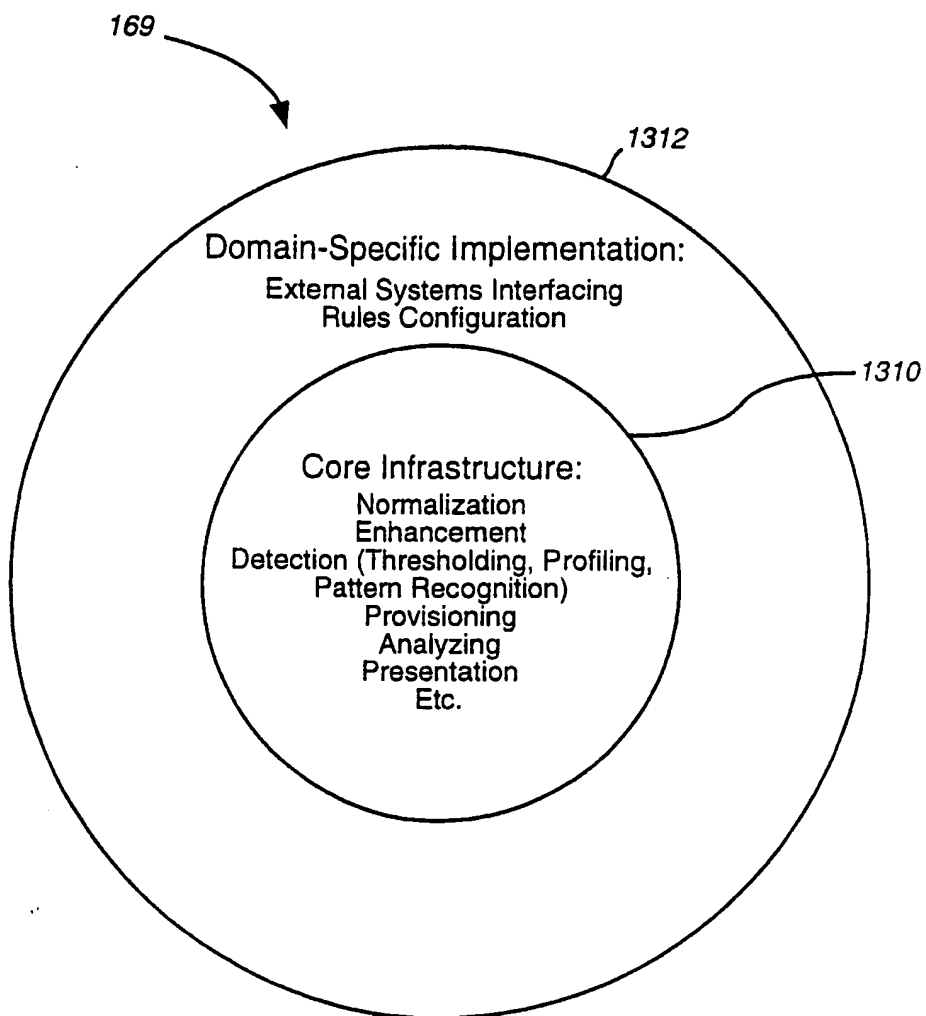 169
1312
Domain-Specific Implementation:
External Systems Interfacing
Rules Configuration
1310
Core Infrastructure:
Normalization
Enhancement
Detection (Thresholding, Profiling,
Pattern Recognition)
Provisioning
Analyzing
Presentation
Etc.